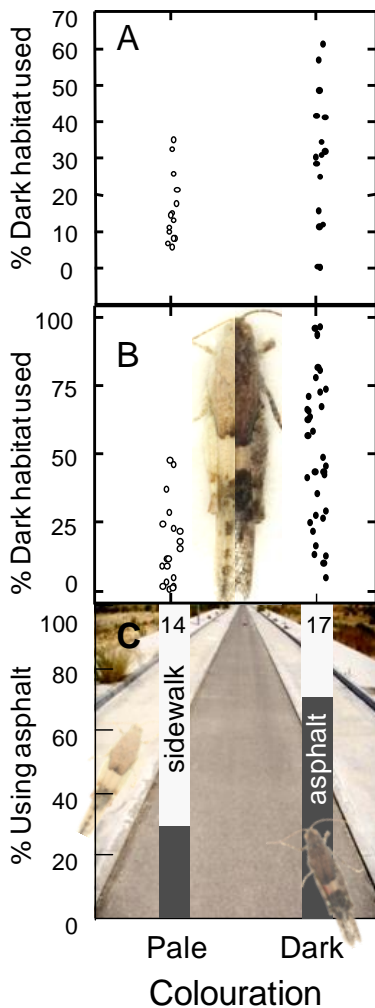 A
% Dark habitat used
70
60
50
40
30
20
10
0
B
% Dark habitat used
100
75
50
25
0
C
% Using asphalt
100
80
60
40
20
0
14
17
sidewalk
asphalt
Pale
Dark
Colouration